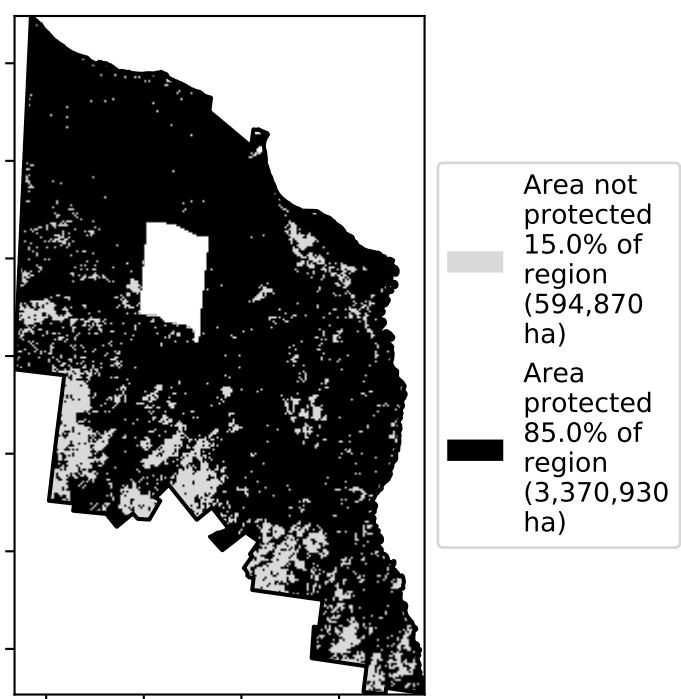 Area not
protected
15.0% of
region
(594,870
ha)
Area
protected
85.0% of
region
(3,370,930
ha)